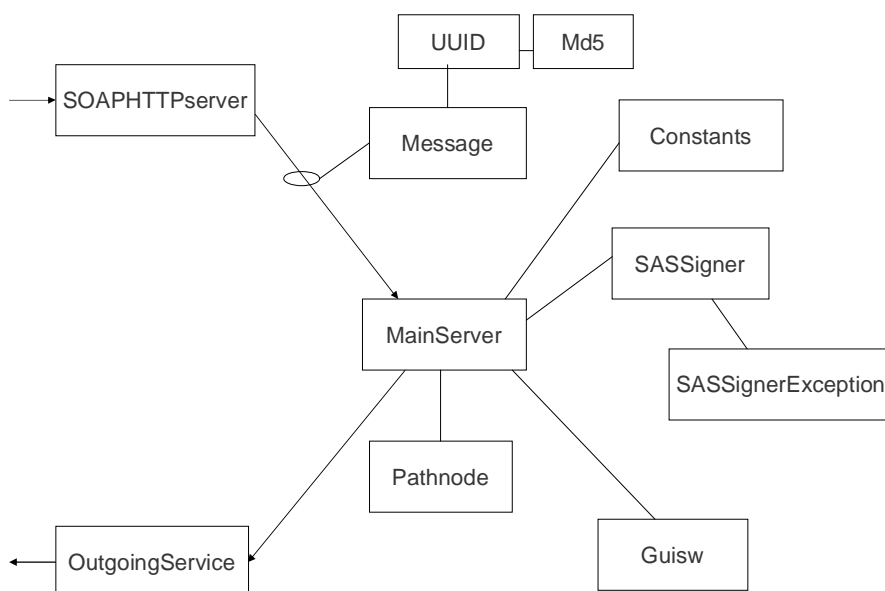 UUID
Md5
SOAPHTTPserver
Message
Constants
SASSigner
MainServer
SASSignerException
Pathnode
OutgoingService
Guisw